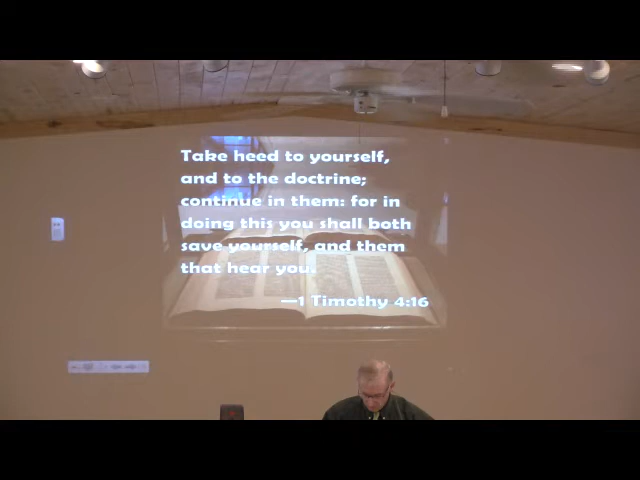 Take heed to yourself,
and to the doctrine;
continue in them: for in
doing this you shall both
save yourself, and them
that hear you.
—1 Timothy 4:16